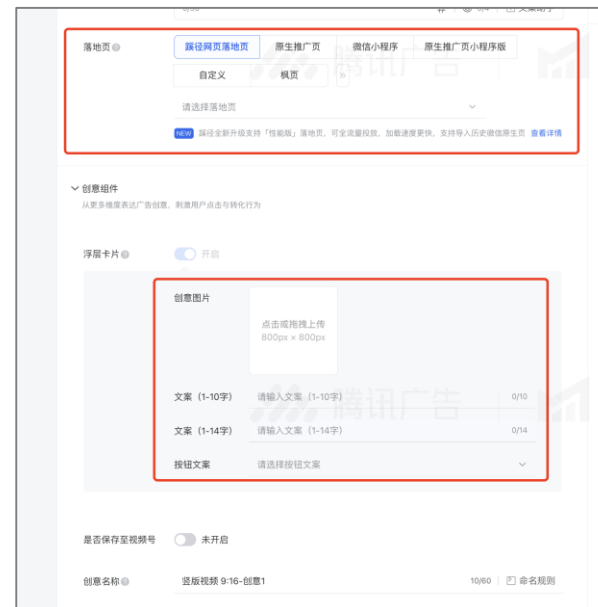 落地页
蹊径网页落地页 原生推广页 微信小程序 原生推广页小程序版
自定义 枫页
请选择落地页
NEW 蹊径全新升级支持「性能版」落地页，可全流量投放，加载速度更快，支持导入历史微信原生页 查看详情
创意组件
从更多维度表达广告创意，刺激用户点击与转化行为
浮层卡片 开启
创意图片
点击或拖拽上传
800px × 800px
腾讯广告
文案（1-10字） 请输入文案（1-10字） 0/10
文案（1-14字） 请输入文案（1-14字） 0/14
按钮文案 请选择按钮文案
是否保存至视频号 未开启
创意名称 竖版视频 9:16-创意1 10/60 命名规则